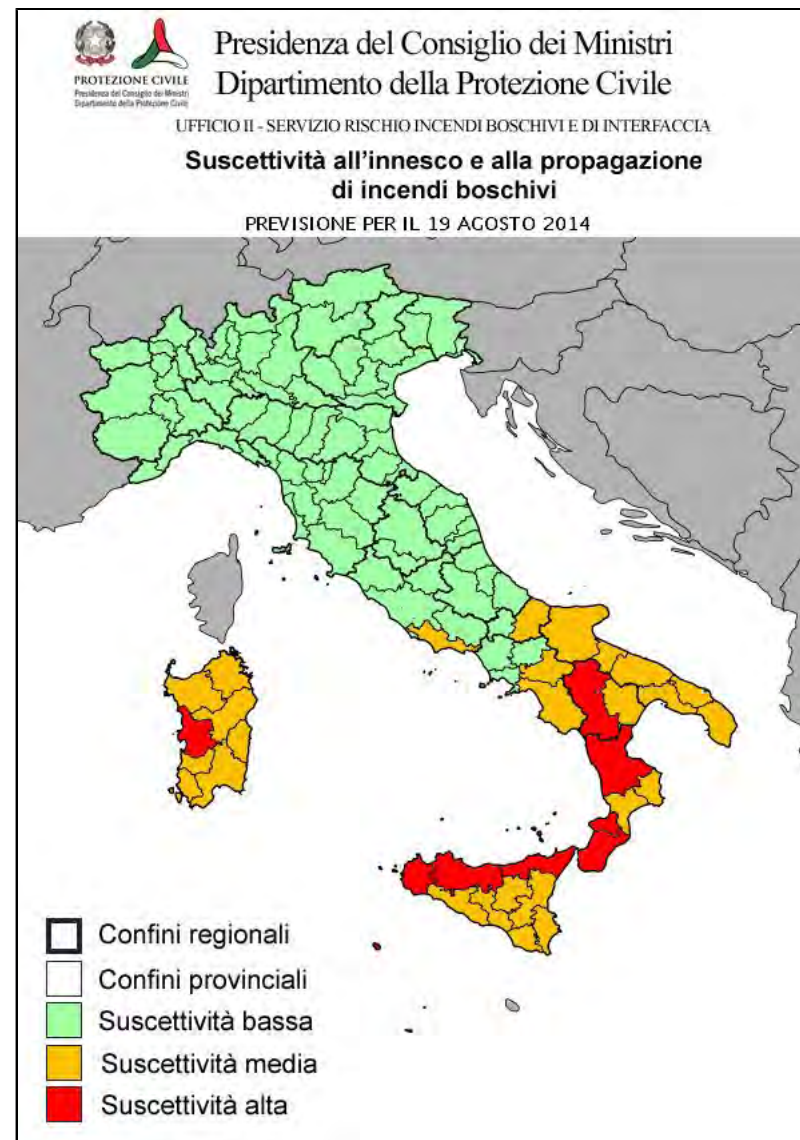 Presidenza del Consiglio dei Ministri
Dipartimento della Protezione Civile
PROTEZIONE CIVILE
Presidenza del Consiglio dei Ministri
Dipartimento della Protezione Civile
UFFICIO II - SERVIZIO RISCHIO INCENDI BOSCHIVI E DI INTERFACCIA
Suscettività all'innesco e alla propagazione
di incendi boschivi
PREVISIONE PER IL 19 AGOSTO 2014
Confini regionali
Confini provinciali
Suscettività bassa
Suscettività media
Suscettività alta